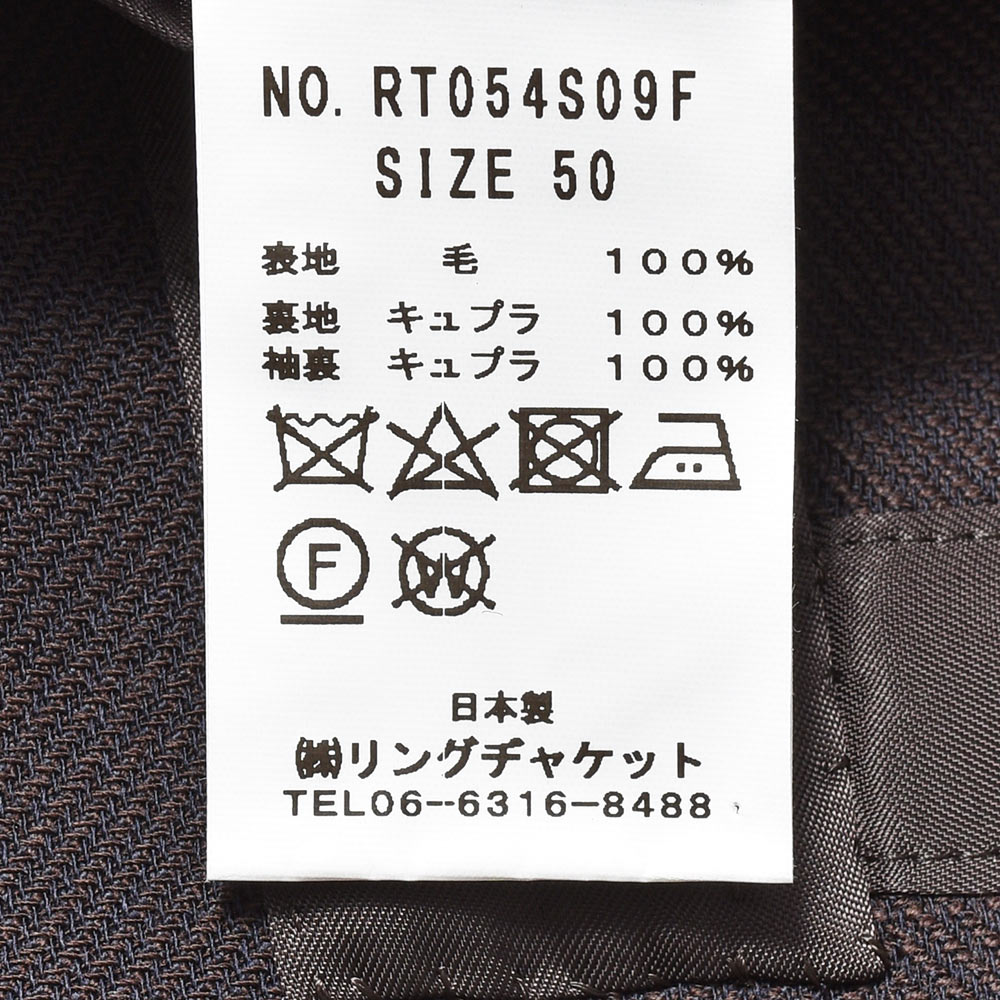 NO. RT054S09F
SIZE 50
表地 毛 100%
裏地 キュプラ 100%
袖裏 キュプラ 100%
F
W
日本製
㈱リングヂャケット
TEL06-6316-8488